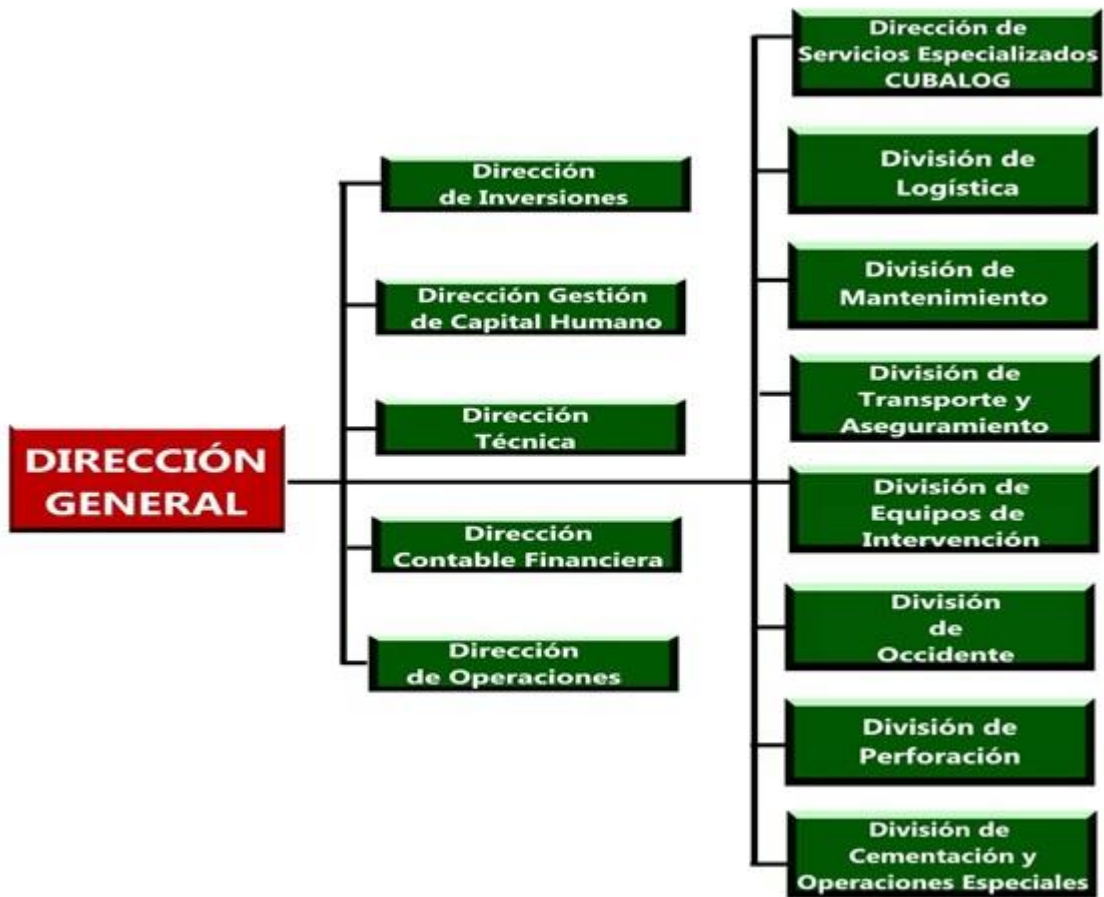 DIRECCIÓN
GENERAL
Dirección
de Inversiones
Dirección Gestión
de Capital Humano
Dirección
Técnica
Dirección
Contable Financiera
Dirección
de Operaciones
Dirección de
Servicios Especializados
CUBALOG
División de
Logística
División de
Mantenimiento
División de
Transporte y
Aseguramiento
División de
Equipos de
Intervención
División
de
Occidente
División de
Perforación
División de
Cementación y
Operaciones Especiales